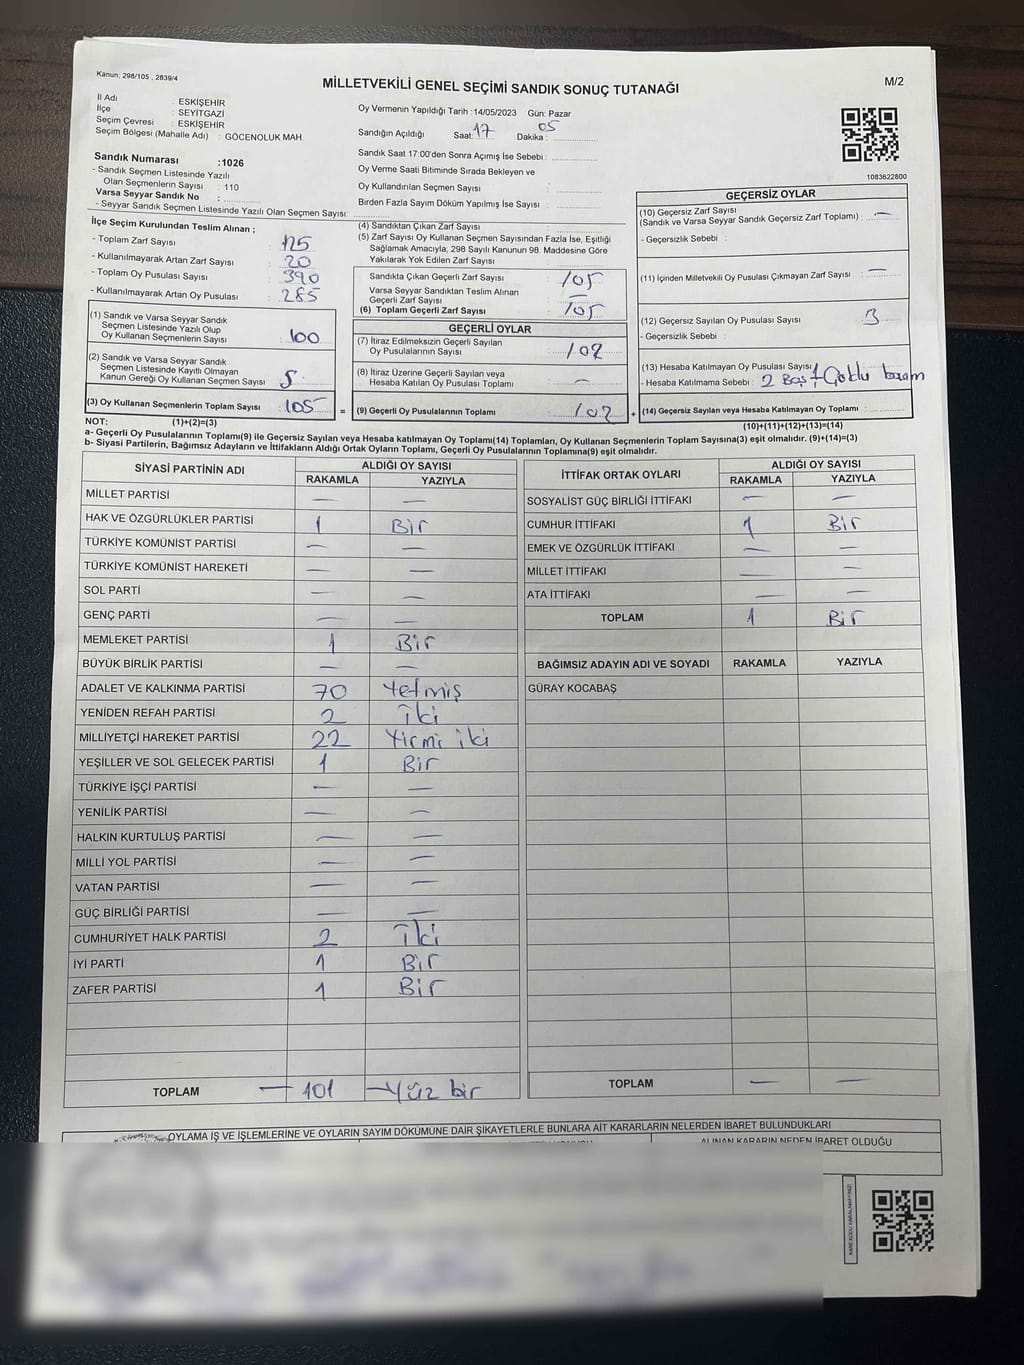 Kanun: 298/105 , 2839/4
MİLLETVEKİLİ GENEL SEÇİMİ SANDIK SONUÇ TUTANAĞI
M/2
İl Adı : ESKİŞEHİR
İlçe : SEYİTGAZİ
Seçim Çevresi : ESKİŞEHİR
Seçim Bölgesi (Mahalle Adı) : GÖCENOLUK MAH.
Oy Vermenin Yapıldığı Tarih :14/05/2023 Gün: Pazar
Sandığın Açıldığı Saat: 17 Dakika: 05
Sandık Saat 17:00'den Sonra Açmış İse Sebebi :
Oy Verme Saati Bitiminde Sırada Bekleyen ve
Oy Kullandırılan Seçmen Sayısı :
Birden Fazla Sayım Döküm Yapılmış İse Sayısı :
1083622800
Sandık Numarası :1026
- Sandık Seçmen Listesinde Yazılı
Olan Seçmenlerin Sayısı : 110
Varsa Seyyar Sandık No :
- Seyyar Sandık Seçmen Listesinde Yazılı Olan Seçmen Sayısı:
İlçe Seçim Kurulundan Teslim Alınan ;
- Toplam Zarf Sayısı : 125
- Kullanılmayarak Artan Zarf Sayısı : 20
- Toplam Oy Pusulası Sayısı : 390
- Kullanılmayarak Artan Oy Pusulası : 285
(1) Sandık ve Varsa Seyyar Sandık
Seçmen Listesinde Yazılı Olup
Oy Kullanan Seçmenlerin Sayısı : 100
(2) Sandık ve Varsa Seyyar Sandık
Seçmen Listesinde Kayıtlı Olmayan
Kanun Gereği Oy Kullanan Seçmen Sayısı : 5
(3) Oy Kullanan Seçmenlerin Toplam Sayısı : 105 =
(4) Sandıktan Çıkan Zarf Sayısı :
(5) Zarf Sayısı Oy Kullanan Seçmen Sayısından Fazla İse, Eşitliği
Sağlamak Amacıyla, 298 Sayılı Kanunun 98. Maddesine Göre
Yakılarak Yok Edilen Zarf Sayısı :
Sandıkta Çıkan Geçerli Zarf Sayısı : 105
Varsa Seyyar Sandıktan Teslim Alınan
Geçerli Zarf Sayısı : —
(6) Toplam Geçerli Zarf Sayısı : 105
GEÇERLİ OYLAR
(7) İtiraz Edilmeksizin Geçerli Sayılan
Oy Pusulalarının Sayısı : 102
(8) İtiraz Üzerine Geçerli Sayılan veya
Hesaba Katılan Oy Pusulası Toplamı : —
(9) Geçerli Oy Pusulalarının Toplamı : 102 +
GEÇERSİZ OYLAR
(10) Geçersiz Zarf Sayısı
(Sandık ve Varsa Seyyar Sandık Geçersiz Zarf Toplamı) : —
- Geçersizlik Sebebi :
(11) İçinden Milletvekili Oy Pusulası Çıkmayan Zarf Sayısı : —
(12) Geçersiz Sayılan Oy Pusulası Sayısı : 3
- Geçersizlik Sebebi :
(13) Hesaba Katılmayan Oy Pusulası Sayısı
- Hesaba Katılmama Sebebi : 2 Boş 1
(14) Geçersiz Sayılan veya Hesaba Katılmayan Oy Toplamı :
NOT: (1)+(2)=(3) (10)+(11)+(12)+(13)=(14)
a- Geçerli Oy Pusulalarının Toplamı(9) ile Geçersiz Sayılan veya Hesaba katılmayan Oy Toplamı(14) Toplamları, Oy Kullanan Seçmenlerin Toplam Sayısına(3) eşit olmalıdır. (9)+(14)=(3)
b- Siyasi Partilerin, Bağımsız Adayların ve İttifakların Aldığı Ortak Oyların Toplamı, Geçerli Oy Pusulalarının Toplamına(9) eşit olmalıdır.
SİYASİ PARTİNİN ADI ALDIĞI OY SAYISI
RAKAMLA YAZIYLA
MİLLET PARTİSİ — —
HAK VE ÖZGÜRLÜKLER PARTİSİ 1 Bir
TÜRKİYE KOMÜNİST PARTİSİ — —
TÜRKİYE KOMÜNİST HAREKETİ — —
SOL PARTİ — —
GENÇ PARTİ — —
MEMLEKET PARTİSİ 1 Bir
BÜYÜK BİRLİK PARTİSİ — —
ADALET VE KALKINMA PARTİSİ 70 Yetmiş
YENİDEN REFAH PARTİSİ 2 İki
MİLLİYETÇİ HAREKET PARTİSİ 22 Yirmi iki
YEŞİLLER VE SOL GELECEK PARTİSİ 1 Bir
TÜRKİYE İŞÇİ PARTİSİ — —
YENİLİK PARTİSİ — —
HALKIN KURTULUŞ PARTİSİ — —
MİLLİ YOL PARTİSİ — —
VATAN PARTİSİ — —
GÜÇ BİRLİĞİ PARTİSİ — —
CUMHURİYET HALK PARTİSİ 2 İki
İYİ PARTİ 1 Bir
ZAFER PARTİSİ 1 Bir
TOPLAM — 101 — Yüz bir
İTTİFAK ORTAK OYLARI ALDIĞI OY SAYISI
RAKAMLA YAZIYLA
SOSYALİST GÜÇ BİRLİĞİ İTTİFAKI — —
CUMHUR İTTİFAKI 1 Bir
EMEK VE ÖZGÜRLÜK İTTİFAKI — —
MİLLET İTTİFAKI — —
ATA İTTİFAKI — —
TOPLAM 1 Bir
BAĞIMSIZ ADAYIN ADI VE SOYADI RAKAMLA YAZIYLA
GÜRAY KOCABAŞ
TOPLAM — —
OYLAMA İŞ VE İŞLEMLERİNE VE OYLARIN SAYIM DÖKÜMÜNE DAİR ŞİKAYETLERLE BUNLARA AİT KARARLARIN NELERDEN İBARET BULUNDUKLARI
ALINAN KARARIN NEDEN İBARET OLDUĞU
KARE KODU KARALAMAYINIZ!